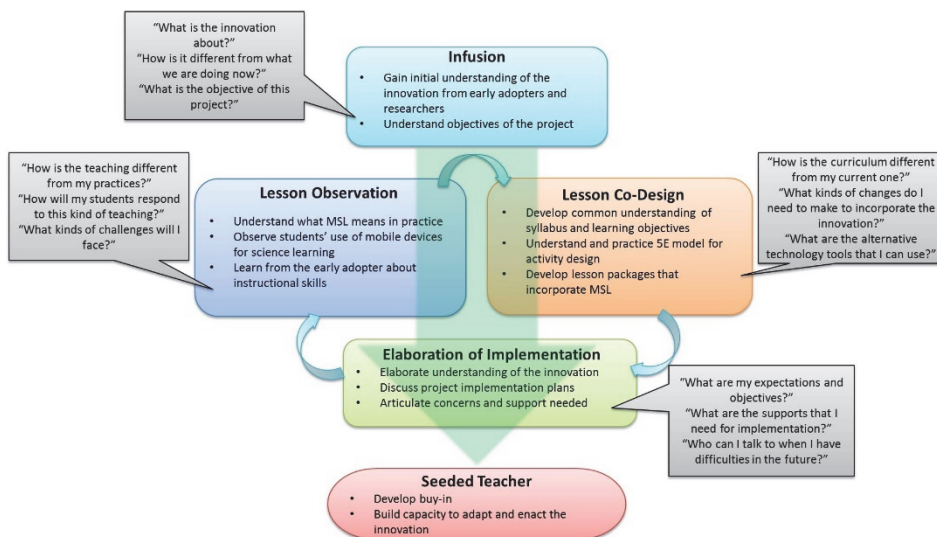 “What is the innovation
about?”
“How is it different from what
we are doing now?”
“What is the objective of this
project?”
Infusion
• Gain initial understanding of the
innovation from early adopters and
researchers
• Understand objectives of the project
“How is the teaching different
from my practices?”
“How will my students respond
to this kind of teaching?”
“What kinds of challenges will I
face?”
Lesson Observation
• Understand what MSL means in practice
• Observe students’ use of mobile devices
for science learning
• Learn from the early adopter about
instructional skills
Lesson Co-Design
• Develop common understanding of
syllabus and learning objectives
• Understand and practice 5E model for
activity design
• Develop lesson packages that
incorporate MSL
“How is the curriculum different
from my current one?”
“What kinds of changes do I
need to make to incorporate the
innovation?”
“What are the alternative
technology tools that I can use?”
Elaboration of Implementation
• Elaborate understanding of the innovation
• Discuss project implementation plans
• Articulate concerns and support needed
“What are my expectations and
objectives?”
“What are the supports that I
need for implementation?”
“Who can I talk to when I have
difficulties in the future?”
Seeded Teacher
• Develop buy-in
• Build capacity to adapt and enact the
innovation